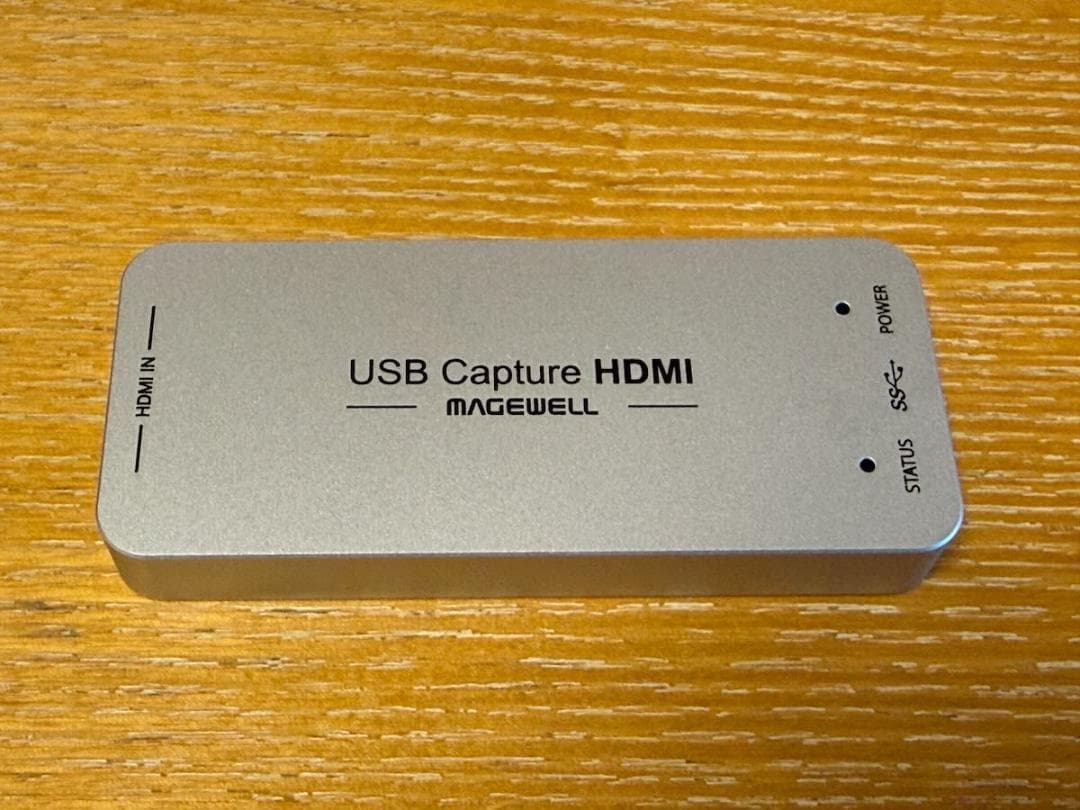 HDMI IN
USB Capture HDMI
MAGEWELL
POWER
SS
STATUS